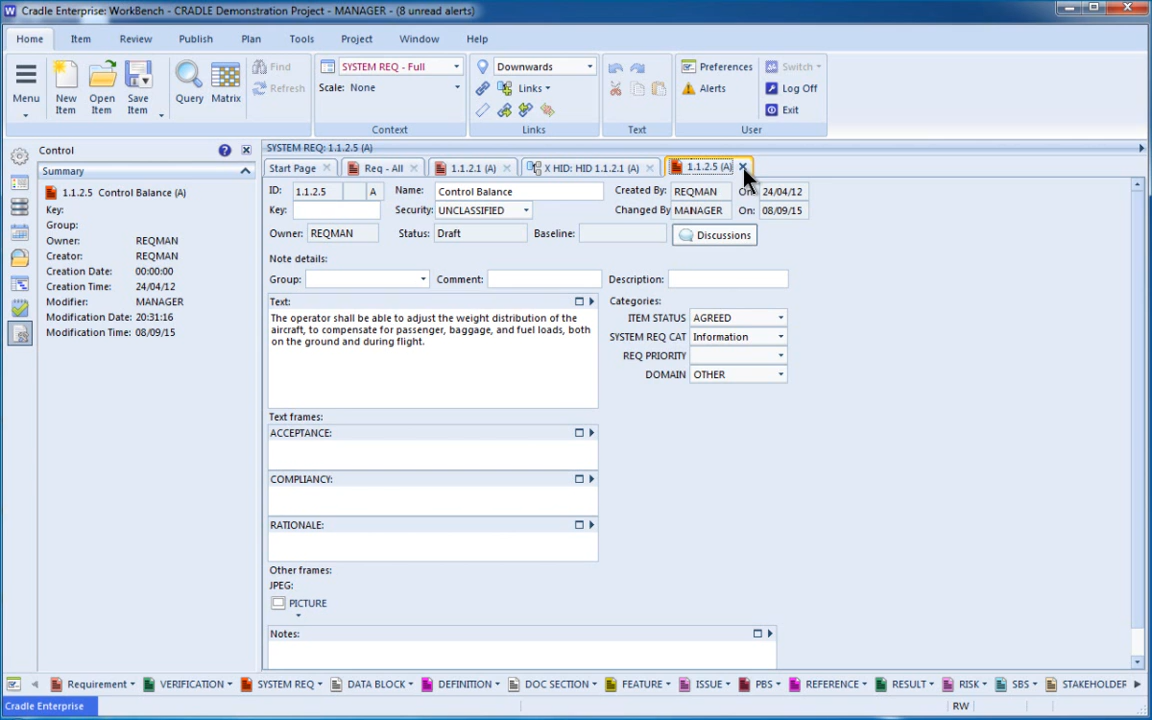 Cradle Enterprise: WorkBench - CRADLE Demonstration Project - MANAGER - (8 unread alerts)
Home Item Review Publish Plan Tools Project Window Help
Menu
New Item
Open Item
Save Item
Query
Matrix
Find
Refresh
SYSTEM REQ - Full
Scale: None
Context
Downwards
Links
Links
Text
Preferences
Switch
Alerts
Log Off
Exit
User
Control
Summary
1.1.2.5 Control Balance (A)
Key:
Group:
Owner: REQMAN
Creator: REQMAN
Creation Date: 00:00:00
Creation Time: 24/04/12
Modifier: MANAGER
Modification Date: 20:31:16
Modification Time: 08/09/15
SYSTEM REQ: 1.1.2.5 (A)
Start Page Req - All 1.1.2.1 (A) X HID: HID 1.1.2.1 (A) 1.1.2.5 (A)
ID: 1.1.2.5 A Name: Control Balance Created By: REQMAN On: 24/04/12
Key: Security: UNCLASSIFIED Changed By MANAGER On: 08/09/15
Owner: REQMAN Status: Draft Baseline: Discussions
Note details:
Group: Comment: Description:
Text:
The operator shall be able to adjust the weight distribution of the
aircraft, to compensate for passenger, baggage, and fuel loads, both
on the ground and during flight.
Categories:
ITEM STATUS AGREED
SYSTEM REQ CAT Information
REQ PRIORITY
DOMAIN OTHER
Text frames:
ACCEPTANCE:
COMPLIANCY:
RATIONALE:
Other frames:
JPEG:
PICTURE
Notes:
Requirement VERIFICATION SYSTEM REQ DATA BLOCK DEFINITION DOC SECTION FEATURE ISSUE PBS REFERENCE RESULT RISK SBS STAKEHOLDER
Cradle Enterprise RW